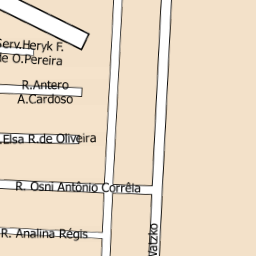 Serv.Heryk F.
de O.Pereira
R.Antero
A.Cardoso
.Elsa R.de Oliveira
R. Osni Antônio Corrêia
R. Analina Régis
watzko